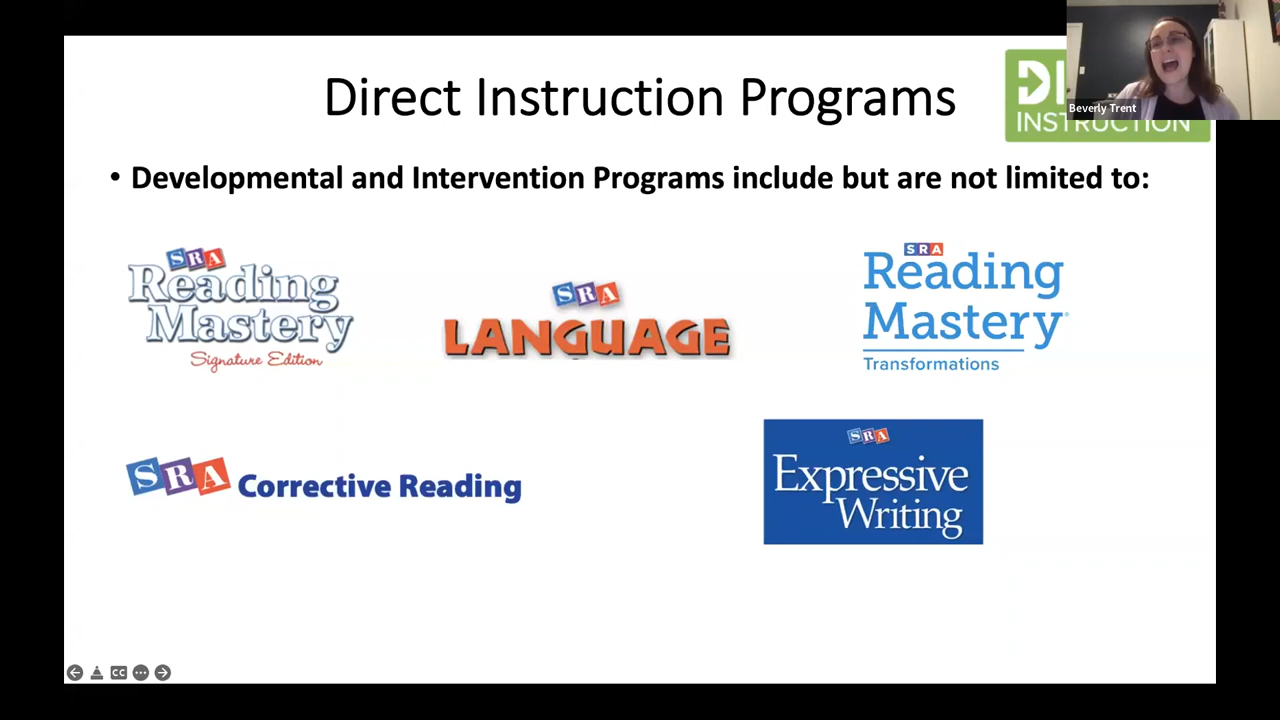 Direct Instruction Programs
INSTRUCTION
Beverly Trent
• Developmental and Intervention Programs include but are not limited to:
SRA
Reading
Mastery
Signature Edition
SRA
LANGUAGE
SRA
Reading
Mastery®
Transformations
SRA Corrective Reading
SRA
Expressive
Writing
CC